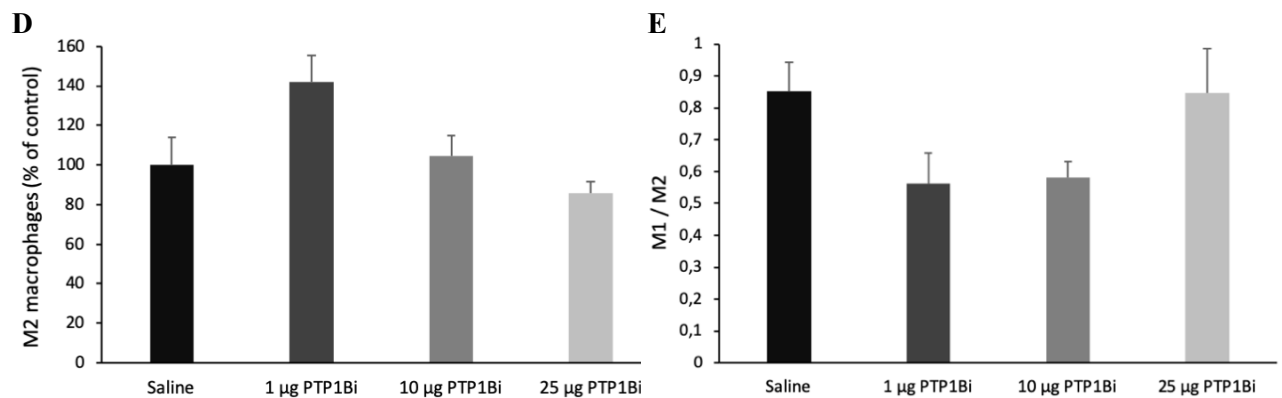 D
M2 macrophages (% of control)
160
140
120
100
80
60
40
20
0
Saline
1 µg PTP1Bi
10 µg PTP1Bi
25 µg PTP1Bi
E
M1 / M2
1
0,9
0,8
0,7
0,6
0,5
0,4
0,3
0,2
0,1
0
Saline
1 µg PTP1Bi
10 µg PTP1Bi
25 µg PTP1Bi